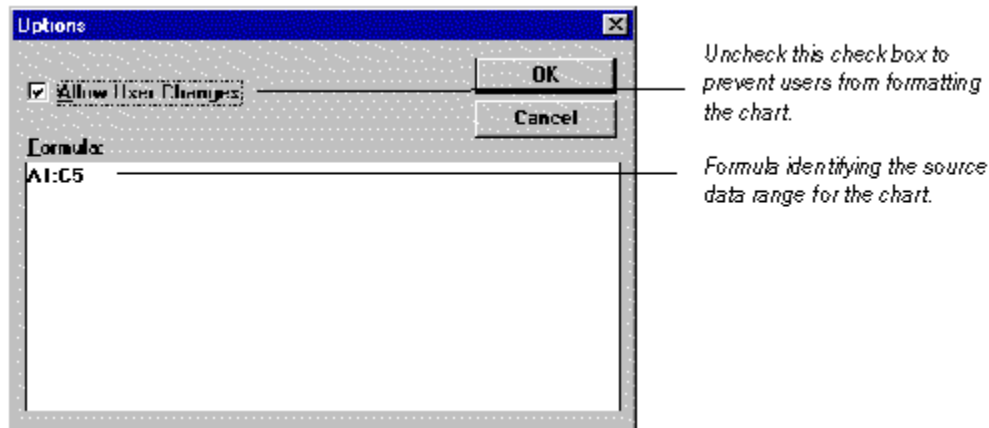 Options
Allow User Changes
OK
Cancel
Formula:
A1:C5
Uncheck this check box to
prevent users from formatting
the chart.
Formula identifying the source
data range for the chart.